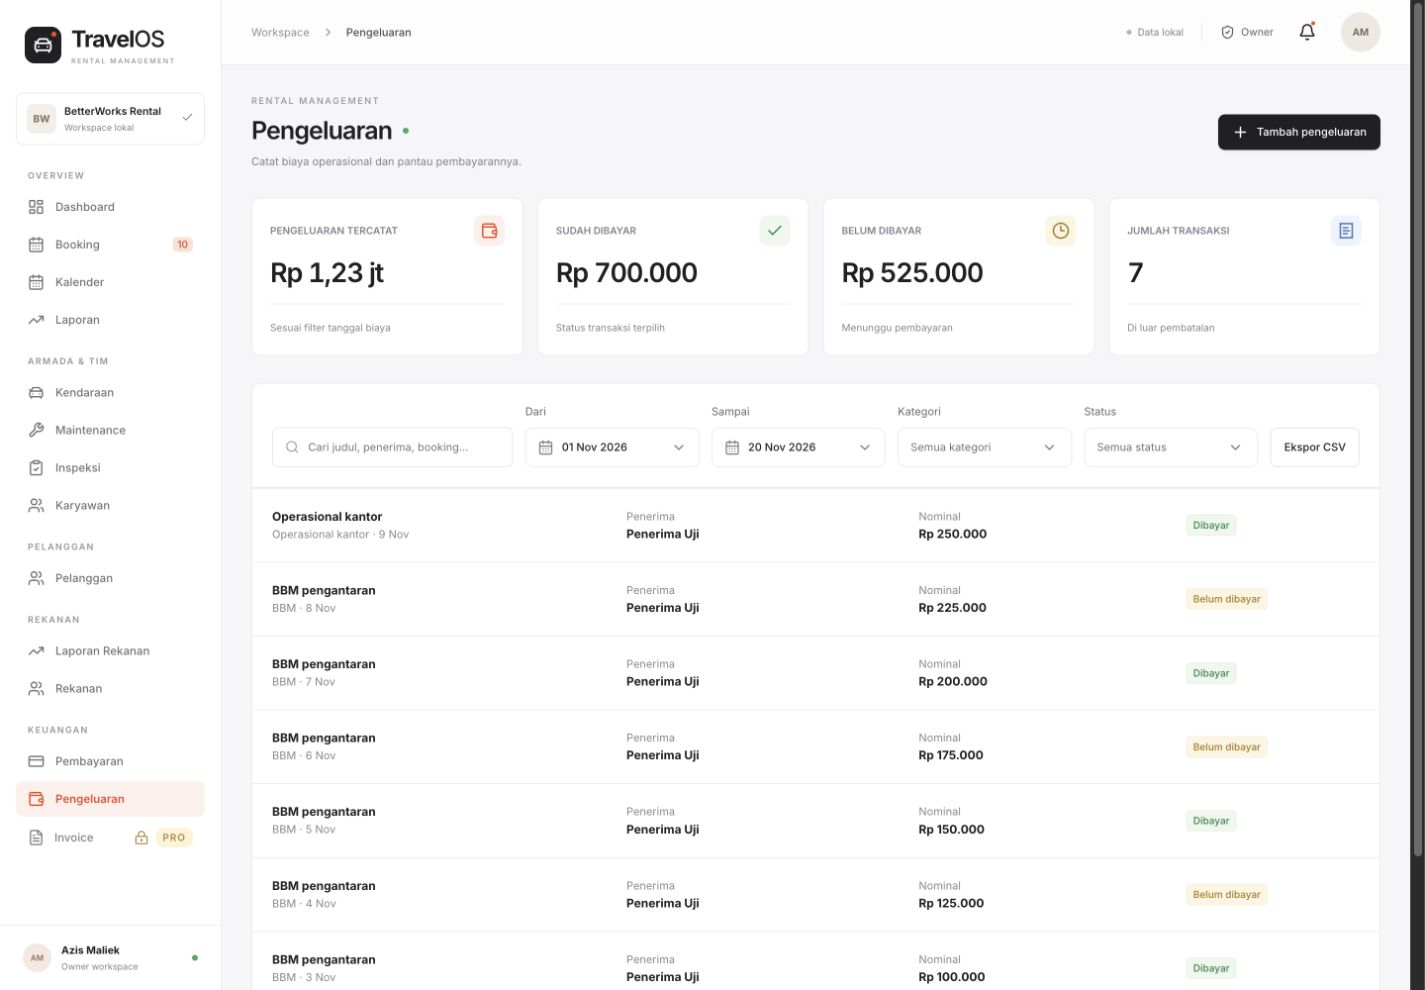 TravelOS
RENTAL MANAGEMENT
BW
BetterWorks Rental
Workspace lokal
OVERVIEW
Dashboard
Booking 10
Kalender
Laporan
ARMADA & TIM
Kendaraan
Maintenance
Inspeksi
Karyawan
PELANGGAN
Pelanggan
REKANAN
Laporan Rekanan
Rekanan
KEUANGAN
Pembayaran
Pengeluaran
Invoice PRO
AM
Azis Maliek
Owner workspace
Workspace Pengeluaran
Data lokal Owner AM
RENTAL MANAGEMENT
Pengeluaran
Catat biaya operasional dan pantau pembayarannya.
Tambah pengeluaran
PENGELUARAN TERCATAT
Rp 1,23 jt
Sesuai filter tanggal biaya
SUDAH DIBAYAR
Rp 700.000
Status transaksi terpilih
BELUM DIBAYAR
Rp 525.000
Menunggu pembayaran
JUMLAH TRANSAKSI
7
Di luar pembatalan
Dari Sampai Kategori Status
Cari judul, penerima, booking... 01 Nov 2026 20 Nov 2026 Semua kategori Semua status Ekspor CSV
Operasional kantor Penerima Nominal Dibayar
Operasional kantor · 9 Nov Penerima Uji Rp 250.000
BBM pengantaran Penerima Nominal Belum dibayar
BBM · 8 Nov Penerima Uji Rp 225.000
BBM pengantaran Penerima Nominal Dibayar
BBM · 7 Nov Penerima Uji Rp 200.000
BBM pengantaran Penerima Nominal Belum dibayar
BBM · 6 Nov Penerima Uji Rp 175.000
BBM pengantaran Penerima Nominal Dibayar
BBM · 5 Nov Penerima Uji Rp 150.000
BBM pengantaran Penerima Nominal Belum dibayar
BBM · 4 Nov Penerima Uji Rp 125.000
BBM pengantaran Penerima Nominal Dibayar
BBM · 3 Nov Penerima Uji Rp 100.000